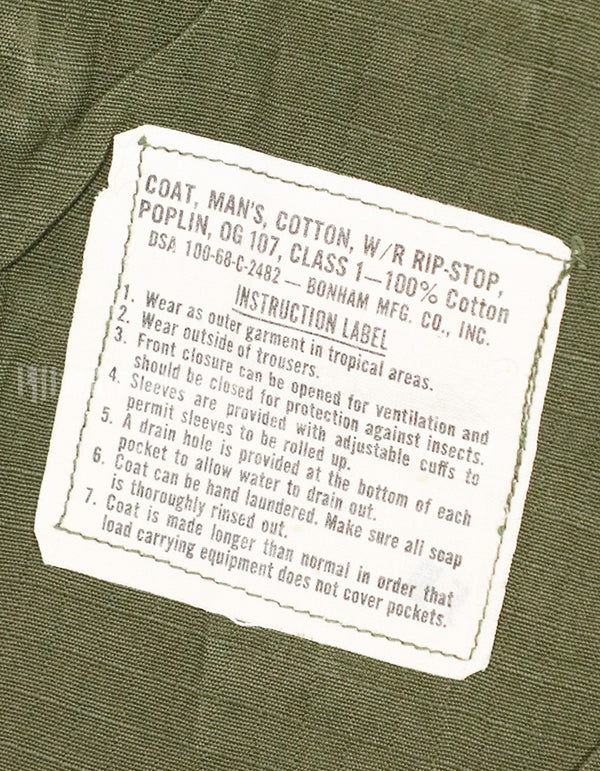 COAT, MAN'S, COTTON, W/R RIP-STOP,
POPLIN, OG 107, CLASS 1—100% Cotton
DSA 100-68-C-2482 — BONHAM MFG. CO., INC.
INSTRUCTION LABEL
1. Wear as outer garment in tropical areas.
2. Wear outside of trousers.
3. Front closure can be opened for ventilation and
should be closed for protection against insects.
4. Sleeves are provided with adjustable cuffs to
permit sleeves to be rolled up.
5. A drain hole is provided at the bottom of each
pocket to allow water to drain out.
6. Coat can be hand laundered. Make sure all soap
is thoroughly rinsed out.
7. Coat is made longer than normal in order that
load carrying equipment does not cover pockets.